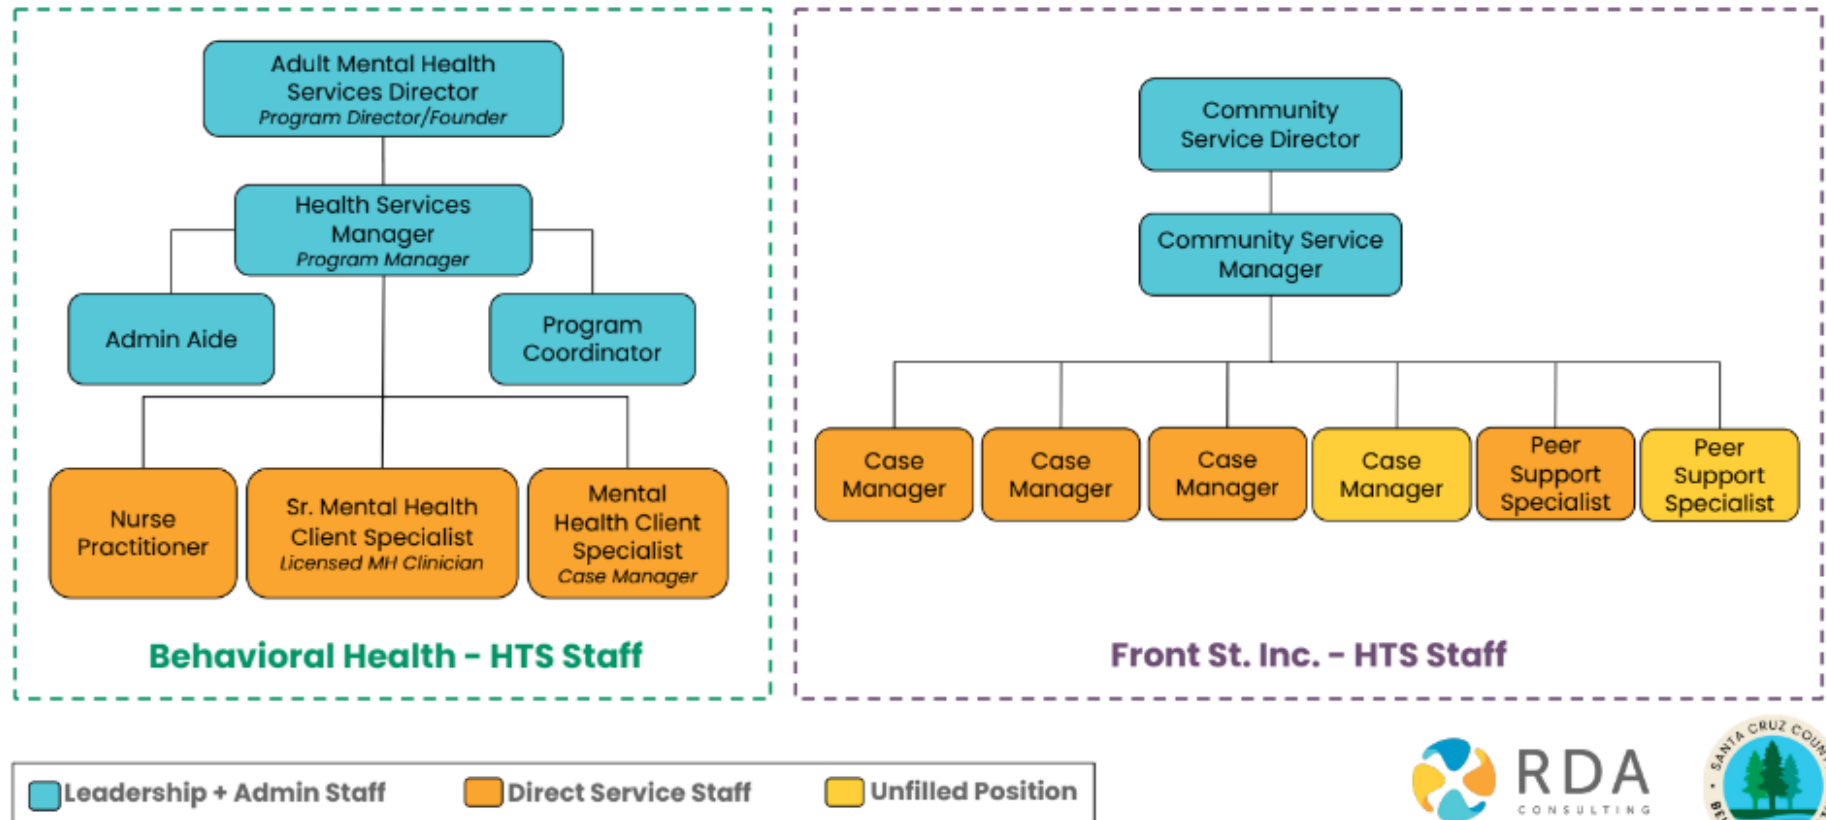 Adult Mental Health
Services Director
Program Director/Founder
Health Services
Manager
Program Manager
Admin Aide
Program
Coordinator
Nurse
Practitioner
Sr. Mental Health
Client Specialist
Licensed MH Clinician
Mental
Health Client
Specialist
Case Manager
Behavioral Health - HTS Staff
Community
Service Director
Community Service
Manager
Case
Manager
Case
Manager
Case
Manager
Case
Manager
Peer
Support
Specialist
Peer
Support
Specialist
Front St. Inc. - HTS Staff
Leadership + Admin Staff
Direct Service Staff
Unfilled Position
RDA
CONSULTING
SANTA CRUZ